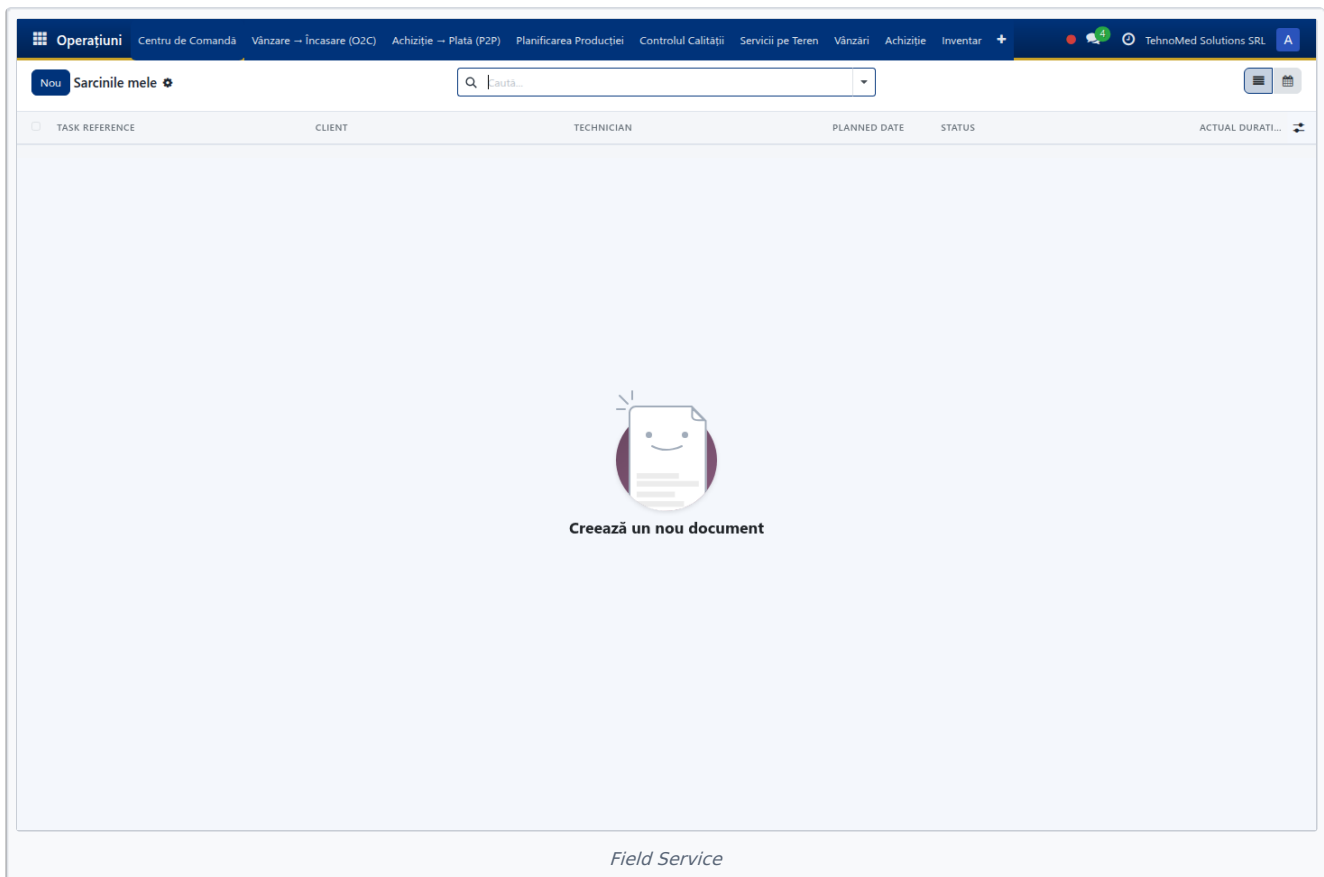 Operațiuni Centru de Comandă Vânzare → Încasare (O2C) Achiziție → Plată (P2P) Planificarea Producției Controlul Calității Servicii pe Teren Vânzări Achiziție Inventar + 4 TehnoMed Solutions SRL A
Nou Sarcinile mele Caută...
TASK REFERENCE CLIENT TECHNICIAN PLANNED DATE STATUS ACTUAL DURATI...
Creează un nou document
Field Service